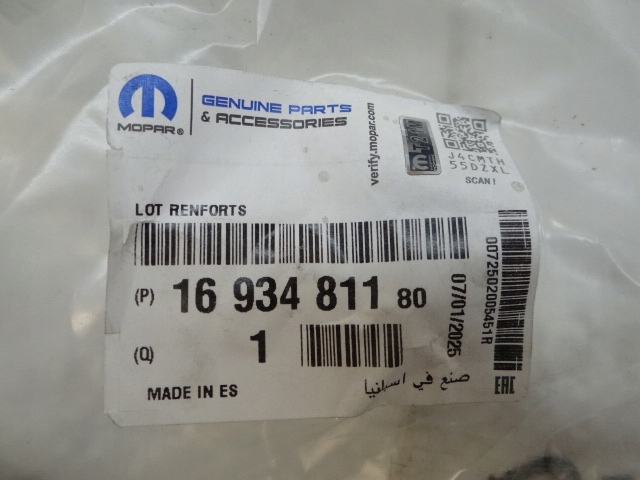 MOPAR®
GENUINE PARTS
& ACCESSORIES
verify.mopar.com
J4CMTH
55DZXL
SCAN!
LOT RENFORTS
(P) 16 934 811 80
07/01/2025
0072502005451R
(Q) 1
MADE IN ES
صنع في اسبانيا
EAC